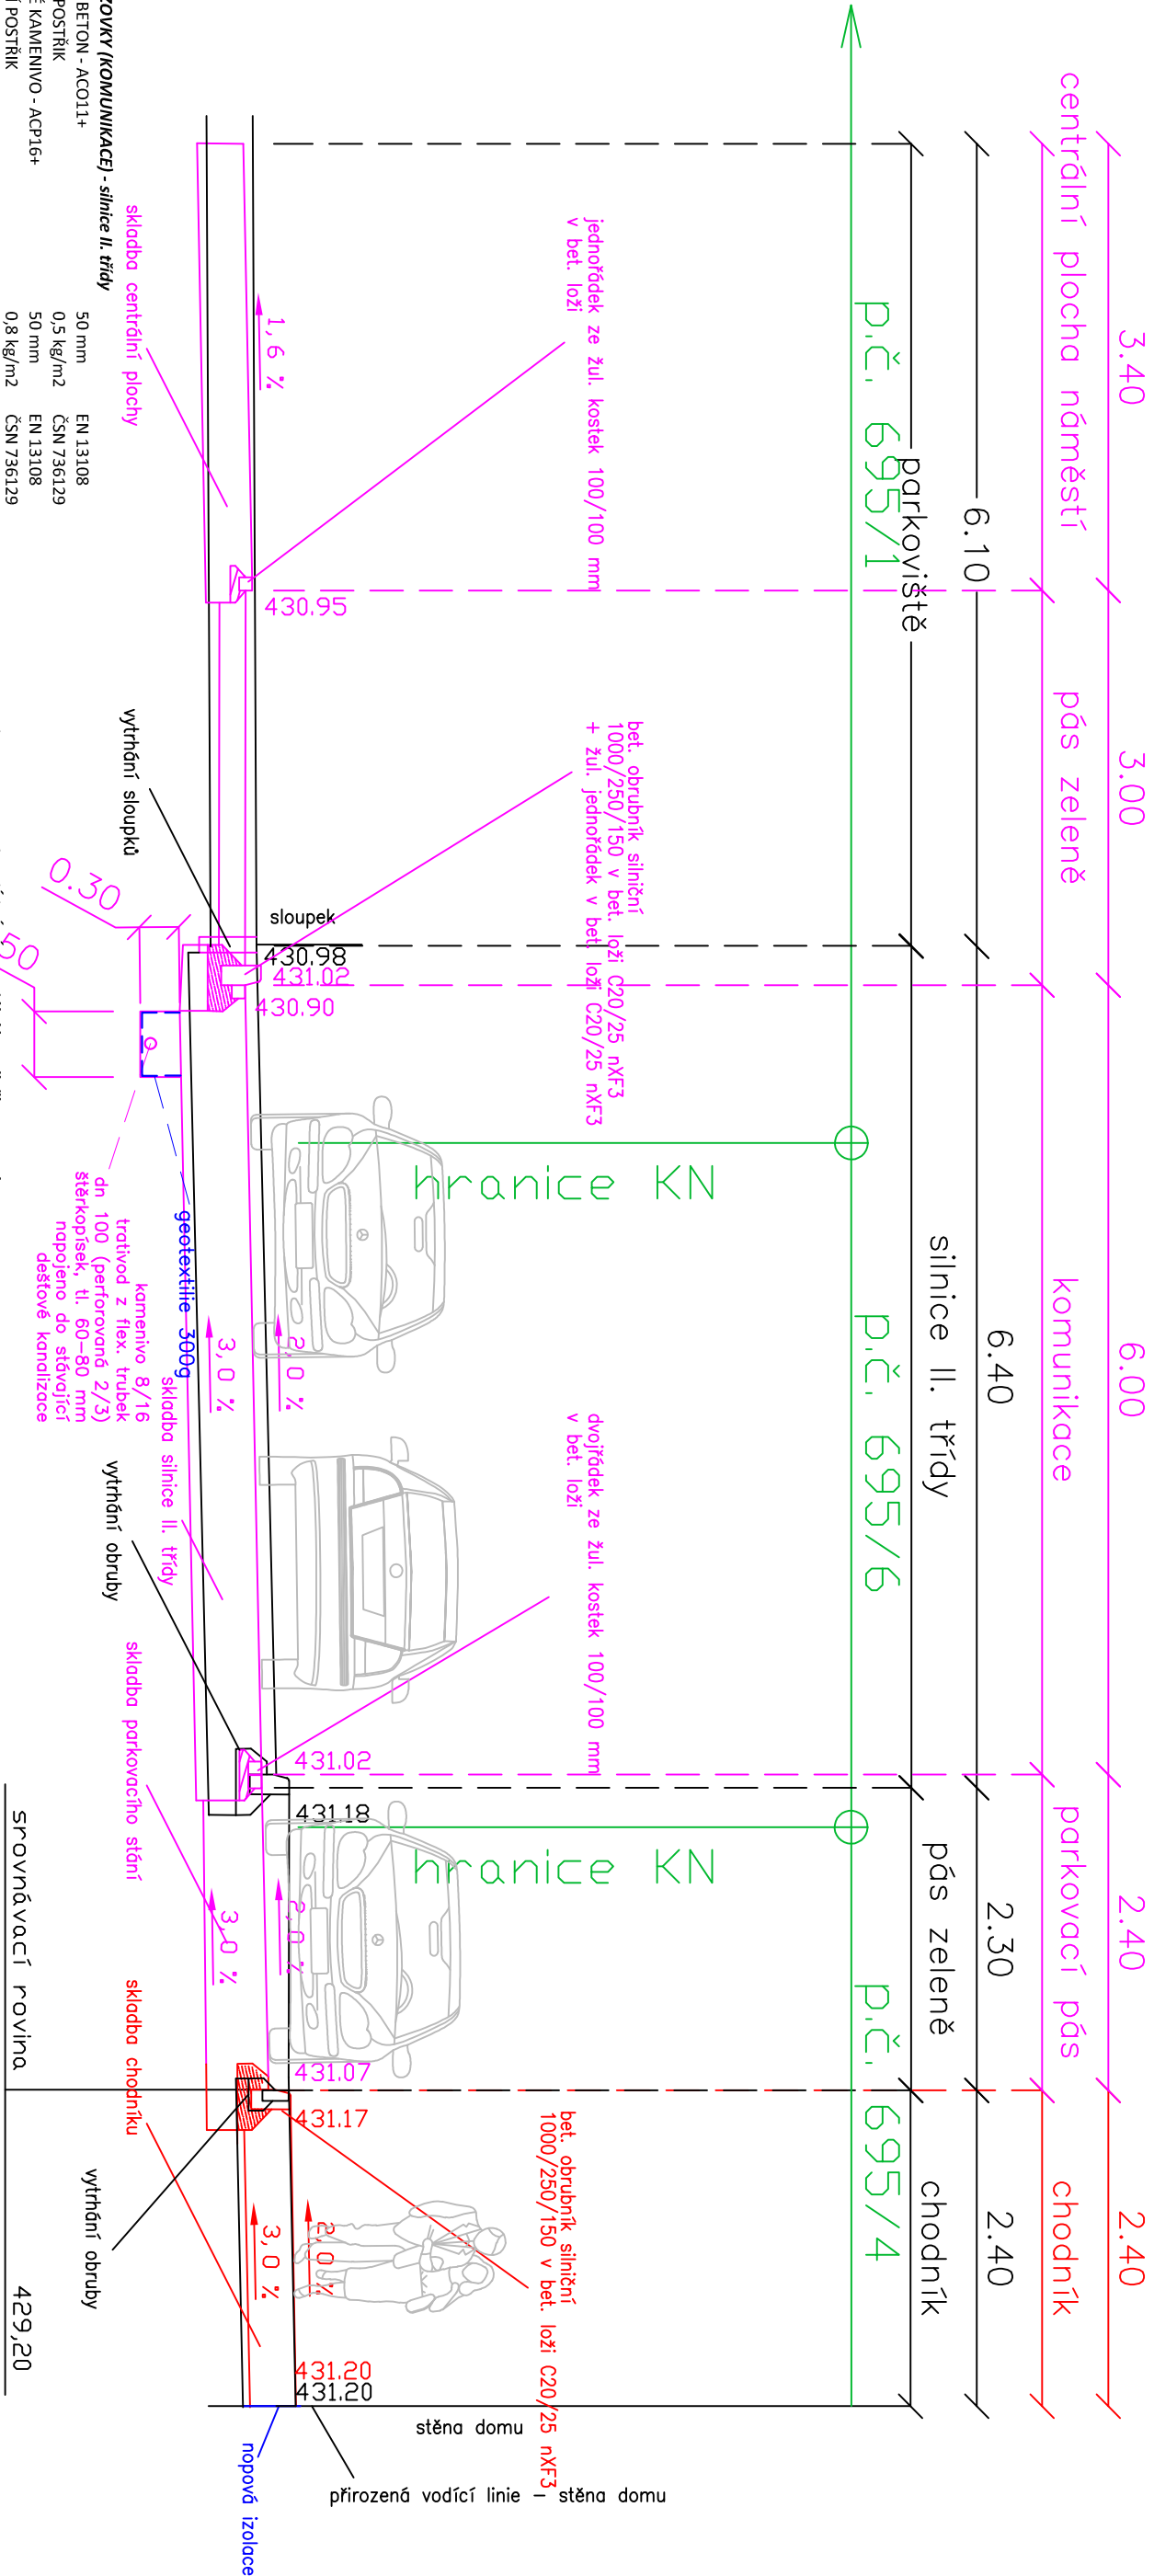 3.40
3.00
6.00
2.40
2.40
centrální plocha náměstí
pás zeleně
komunikace
parkovací pás
chodník
6.10
6.40
2.30
2.40
parkoviště
silnice II. třídy
pás zeleně
chodník
p.č. 695/1
p.č. 695/6
p.č. 695/4
hranice KN
hranice KN
jednořádek ze žul. kostek 100/100 mm
v bet. loži
bet. obrubník silniční
1000/250/150 v bet. loži C20/25 nXF3
+ žul. jednořádek v bet. loži C20/25 nXF3
dvojřádek ze žul. kostek 100/100 mm
v bet. loži
bet. obrubník silniční
1000/250/150 v bet. loži C20/25 nXF3
stěna domu
přirozená vodící linie – stěna domu
1,6 %
430.95
sloupek
430.98
431.02
430.90
2,0 %
3,0 %
431.02
431.18
2,0 %
3,0 %
431.07
431.17
2,0 %
3,0 %
431.20
431.20
nopová izolace
skladba centrální plochy
vytrhání sloupků
0.30
50
geotextilie 300g
kamenivo 8/16
trativod z flex. trubek
dn 100 (perforovaná 2/3)
štěrkopísek, tl. 60–80 mm
napojeno do stávající
dešťové kanalizace
skladba silnice II. třídy
vytrhání obruby
skladba parkovacího stání
skladba chodníku
vytrhání obruby
srovnávací rovina
429,20
ZOVKY (KOMUNIKACE) - silnice II. třídy
BETON - ACO11+ 50 mm EN 13108
POSTŘIK 0,5 kg/m2 ČSN 736129
KAMENIVO - ACP16+ 50 mm EN 13108
POSTŘIK 0,8 kg/m2 ČSN 736129